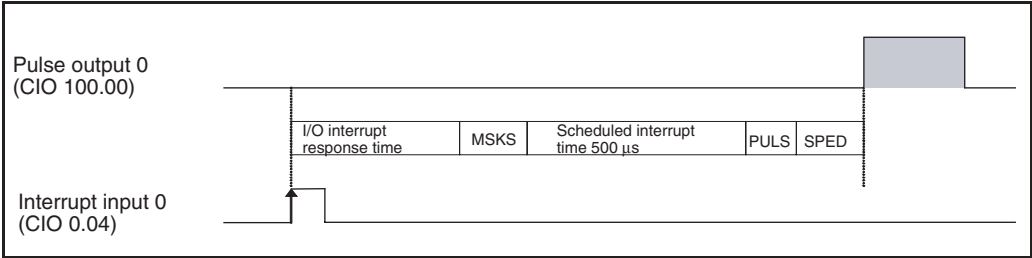 Pulse output 0
(CIO 100.00)
I/O interrupt
response time
MSKS
Scheduled interrupt
time 500 μs
PULS
SPED
Interrupt input 0
(CIO 0.04)